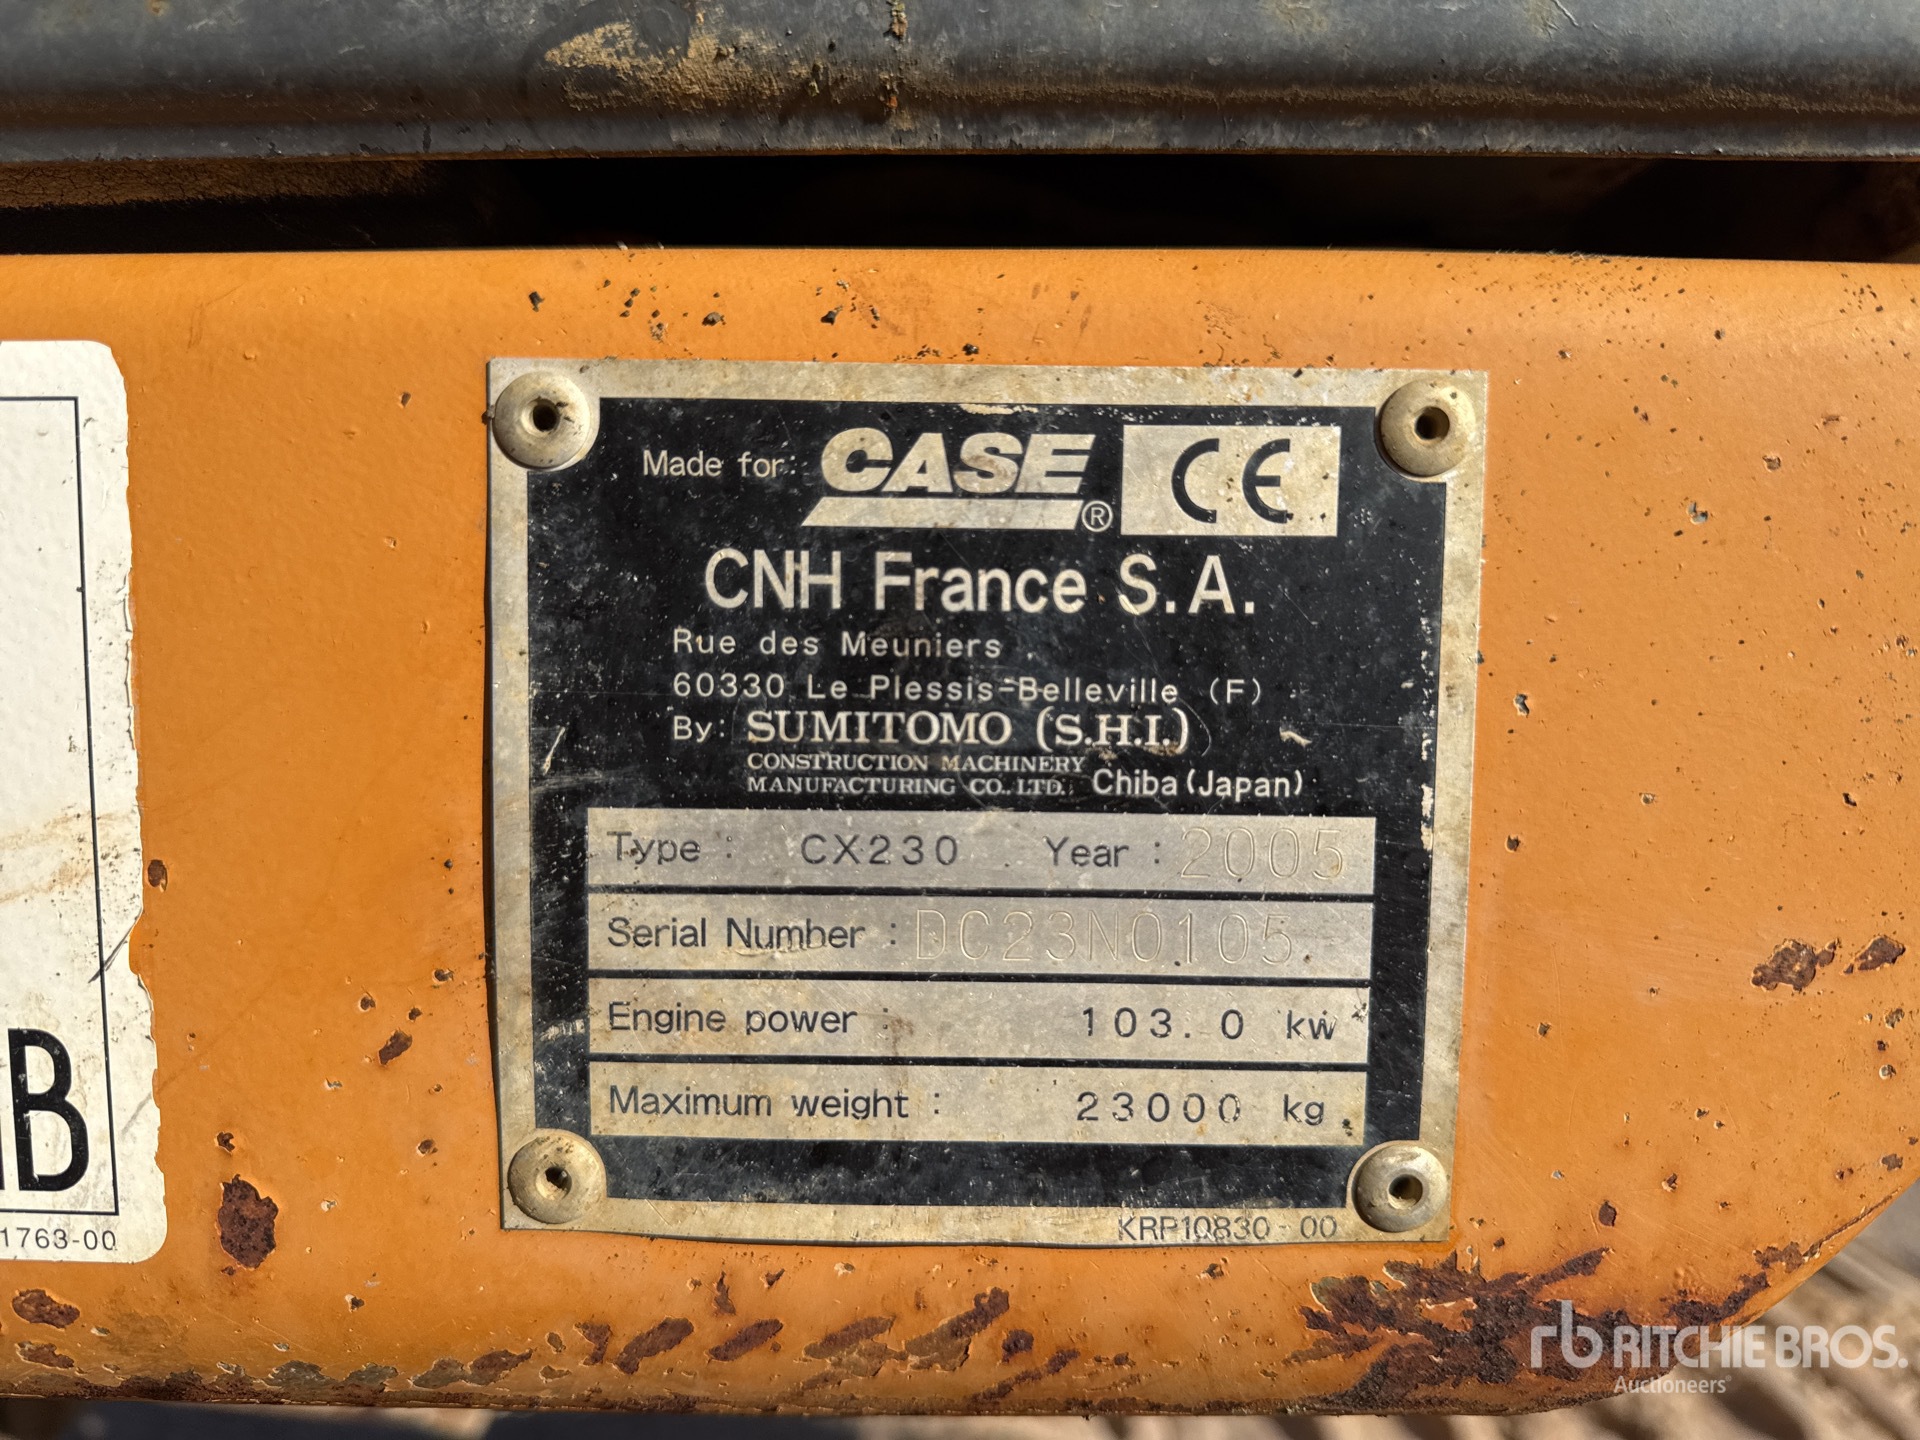 Made for: CASE ® CE
CNH France S.A.
Rue des Meuniers
60330 Le Plessis-Belleville (F)
By: SUMITOMO (S.H.I.)
CONSTRUCTION MACHINERY
MANUFACTURING CO., LTD. Chiba (Japan)
Type : CX230 Year : 2005
Serial Number : DC23N0105
Engine power : 103.0 kw
Maximum weight : 23000 kg
KRP10830-00
B
1763-00
rb RITCHIE BROS.
Auctioneers